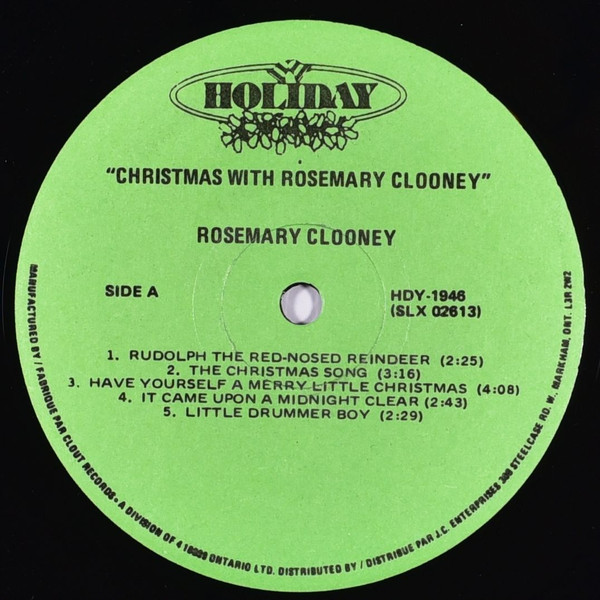 HOLIDAY
"CHRISTMAS WITH ROSEMARY CLOONEY"
ROSEMARY CLOONEY
SIDE A
HDY-1946
(SLX 02613)
1. RUDOLPH THE RED-NOSED REINDEER (2:25)
2. THE CHRISTMAS SONG (3:16)
3. HAVE YOURSELF A MERRY LITTLE CHRISTMAS (4:08)
4. IT CAME UPON A MIDNIGHT CLEAR (2:43)
5. LITTLE DRUMMER BOY (2:29)
MANUFACTURED BY / FABRIQUE PAR CLOUT RECORDS • A DIVISION OF ONTARIO LTD. DISTRIBUTED BY / DISTRIBUE PAR J.C. ENTERPRISES STEELCASE RD. W., MARKHAM, ONT. L3R 2W2